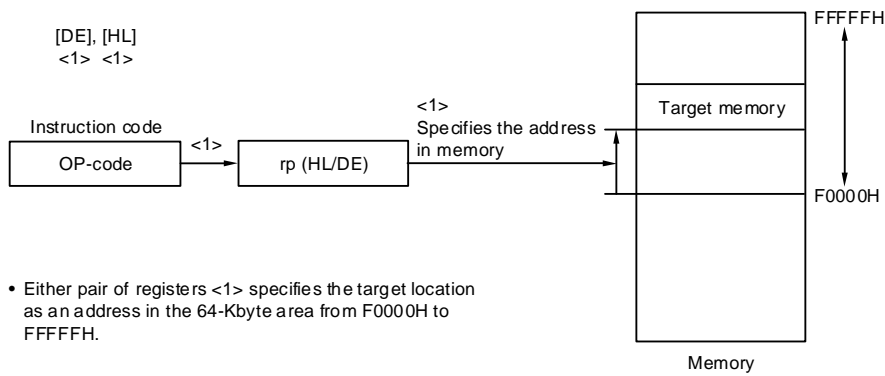 [DE], [HL]
<1> <1>
Instruction code
OP-code
<1>
rp (HL/DE)
<1>
Specifies the address
in memory
Target memory
FFFFFH
F0000H
Memory
• Either pair of registers <1> specifies the target location
as an address in the 64-Kbyte area from F0000H to
FFFFFH.